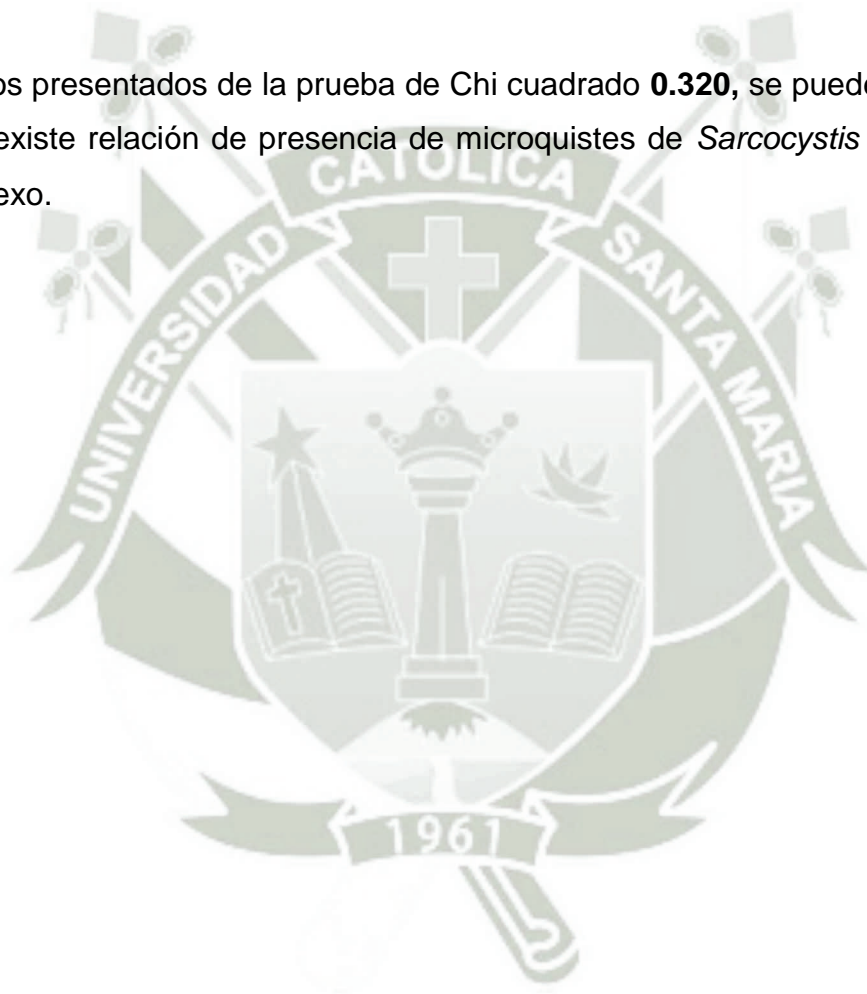 os presentados de la prueba de Chi cuadrado 0.320, se puede
existe relación de presencia de microquistes de Sarcocystis
exo.
CATOLICA
UNIVERSIDAD
SANTA MARIA
1961